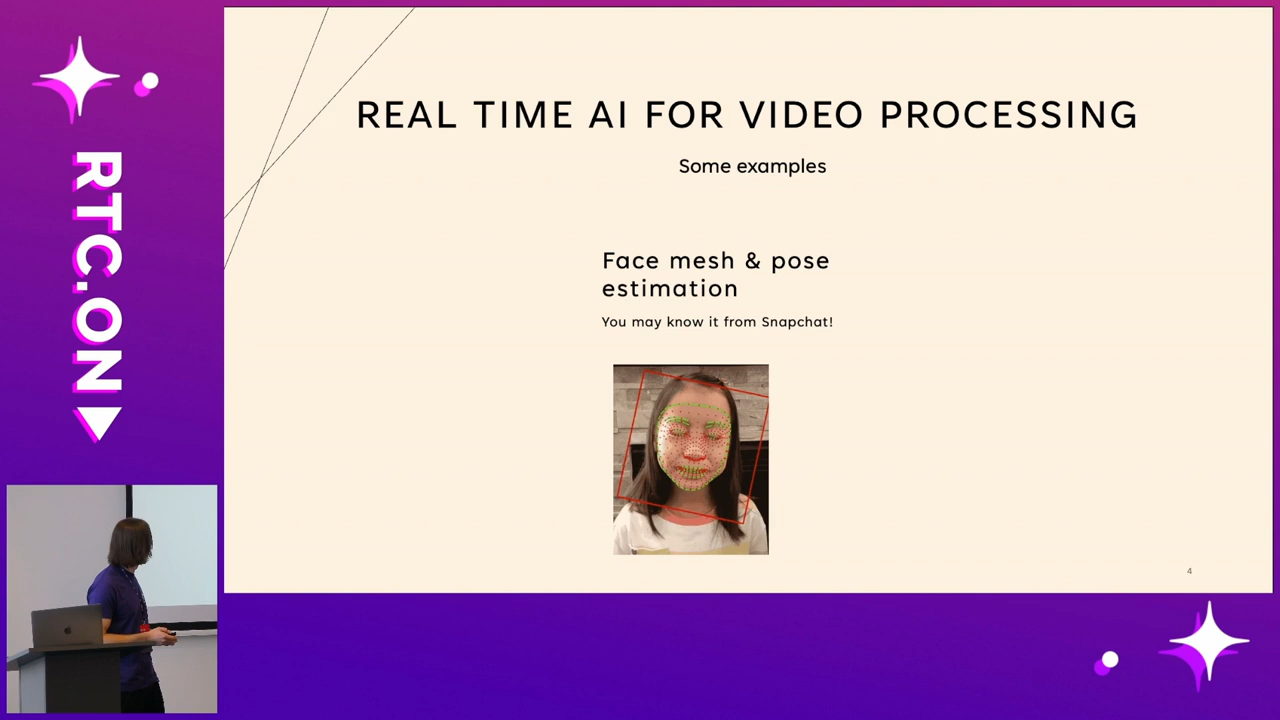 RTC.ON
REAL TIME AI FOR VIDEO PROCESSING
Some examples
Face mesh & pose
estimation
You may know it from Snapchat!
4